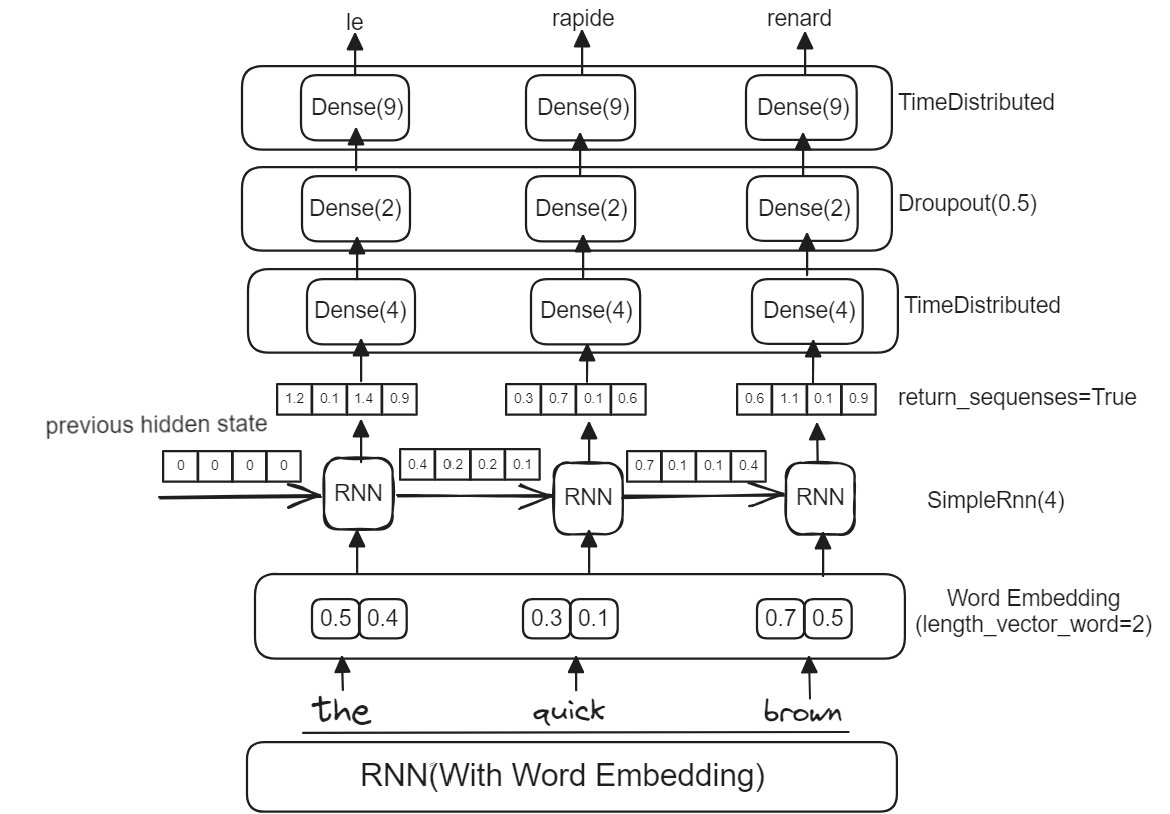 le rapide renard
Dense(9) Dense(9) Dense(9) TimeDistributed
Dense(2) Dense(2) Dense(2) Droupout(0.5)
Dense(4) Dense(4) Dense(4) TimeDistributed
1.2 0.1 1.4 0.9 0.3 0.7 0.1 0.6 0.6 1.1 0.1 0.9 return_sequenses=True
previous hidden state
0 0 0 0 0.4 0.2 0.2 0.1 0.7 0.1 0.1 0.4
RNN RNN RNN SimpleRnn(4)
Word Embedding
0.5 0.4 0.3 0.1 0.7 0.5 (length_vector_word=2)
the quick brown
RNN(With Word Embedding)